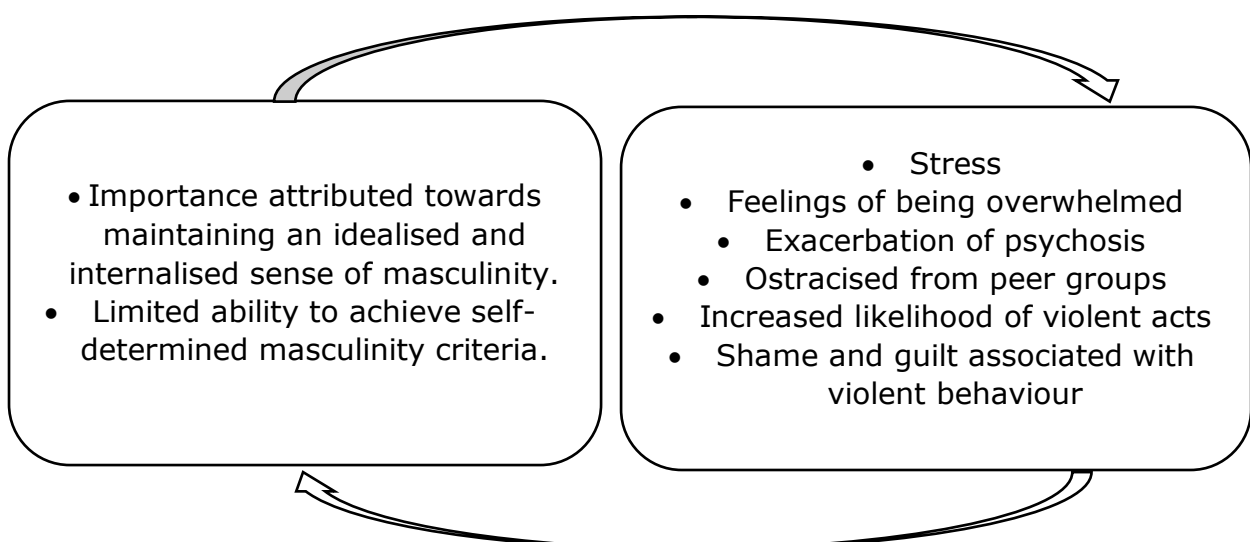 • Importance attributed towards
maintaining an idealised and
internalised sense of masculinity.
• Limited ability to achieve self-
determined masculinity criteria.
• Stress
• Feelings of being overwhelmed
• Exacerbation of psychosis
• Ostracised from peer groups
• Increased likelihood of violent acts
• Shame and guilt associated with
violent behaviour